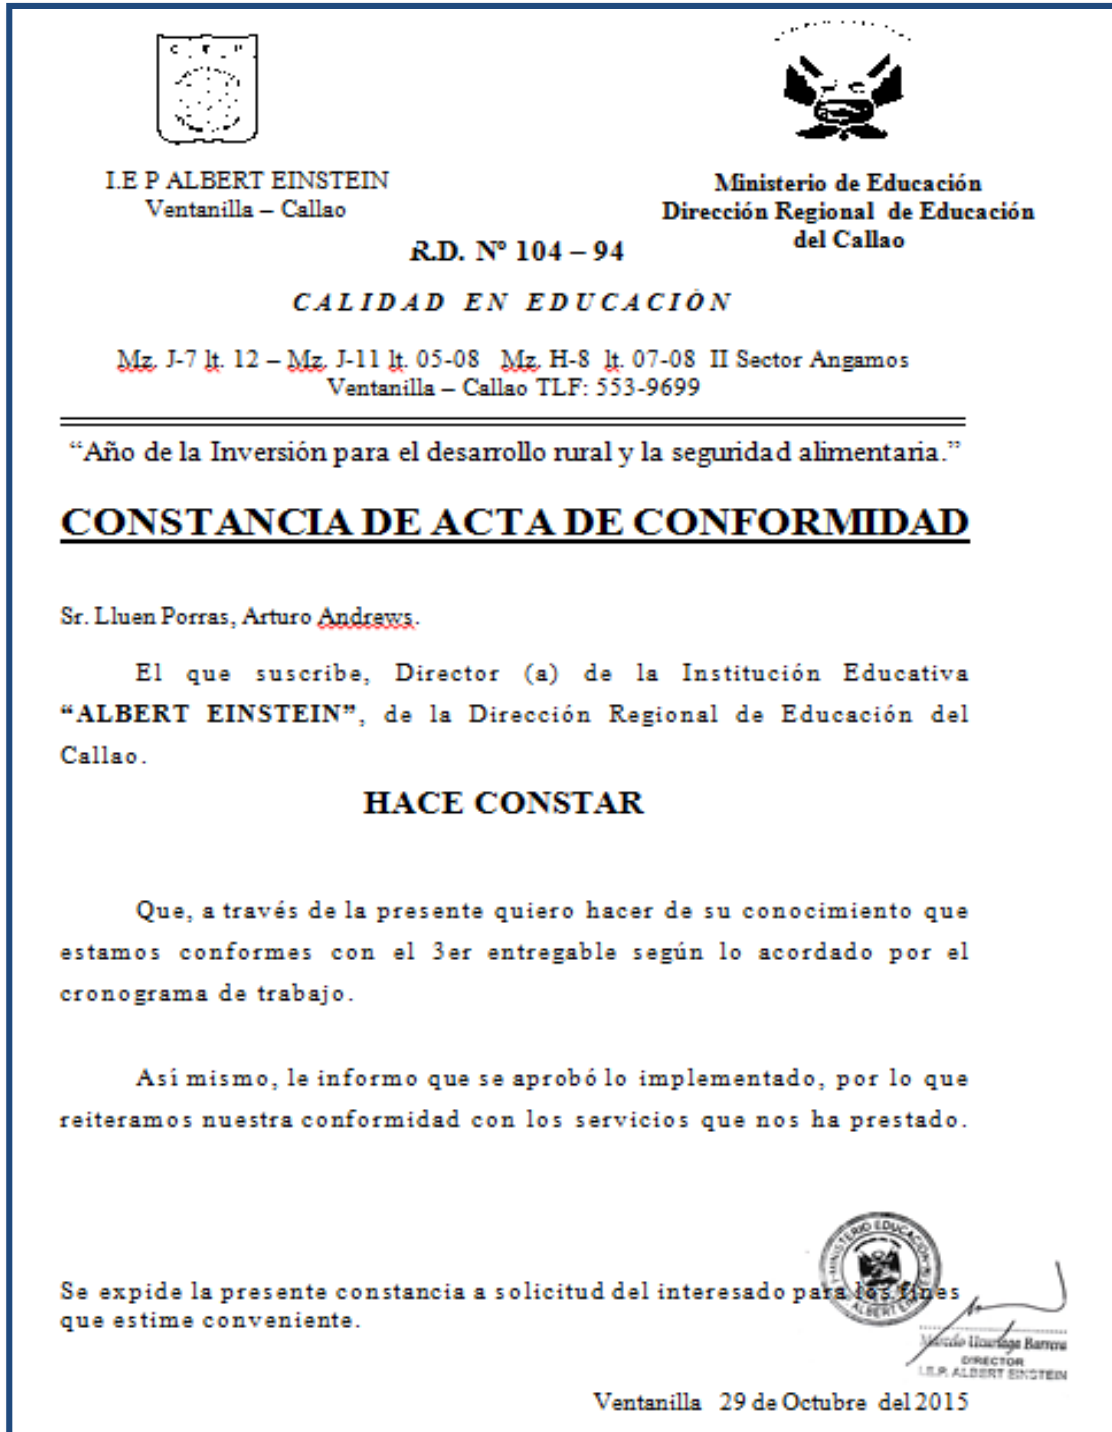 C E P
I.E P ALBERT EINSTEIN
Ventanilla – Callao
Ministerio de Educación
Dirección Regional de Educación
del Callao
R.D. Nº 104 – 94
CALIDAD EN EDUCACIÓN
Mz. J-7 lt. 12 – Mz. J-11 lt. 05-08 Mz. H-8 lt. 07-08 II Sector Angamos
Ventanilla – Callao TLF: 553-9699
“Año de la Inversión para el desarrollo rural y la seguridad alimentaria.”
CONSTANCIA DE ACTA DE CONFORMIDAD
Sr. Lluen Porras, Arturo Andrews.
El que suscribe, Director (a) de la Institución Educativa
“ALBERT EINSTEIN”, de la Dirección Regional de Educación del
Callao.
HACE CONSTAR
Que, a través de la presente quiero hacer de su conocimiento que
estamos conformes con el 3er entregable según lo acordado por el
cronograma de trabajo.
Así mismo, le informo que se aprobó lo implementado, por lo que
reiteramos nuestra conformidad con los servicios que nos ha prestado.
MINISTERIO EDUCACIÓN
Se expide la presente constancia a solicitud del interesado para los fines
que estime conveniente.
Barrera
DIRECTOR
I.E.P. ALBERT EINSTEIN
Ventanilla 29 de Octubre del 2015